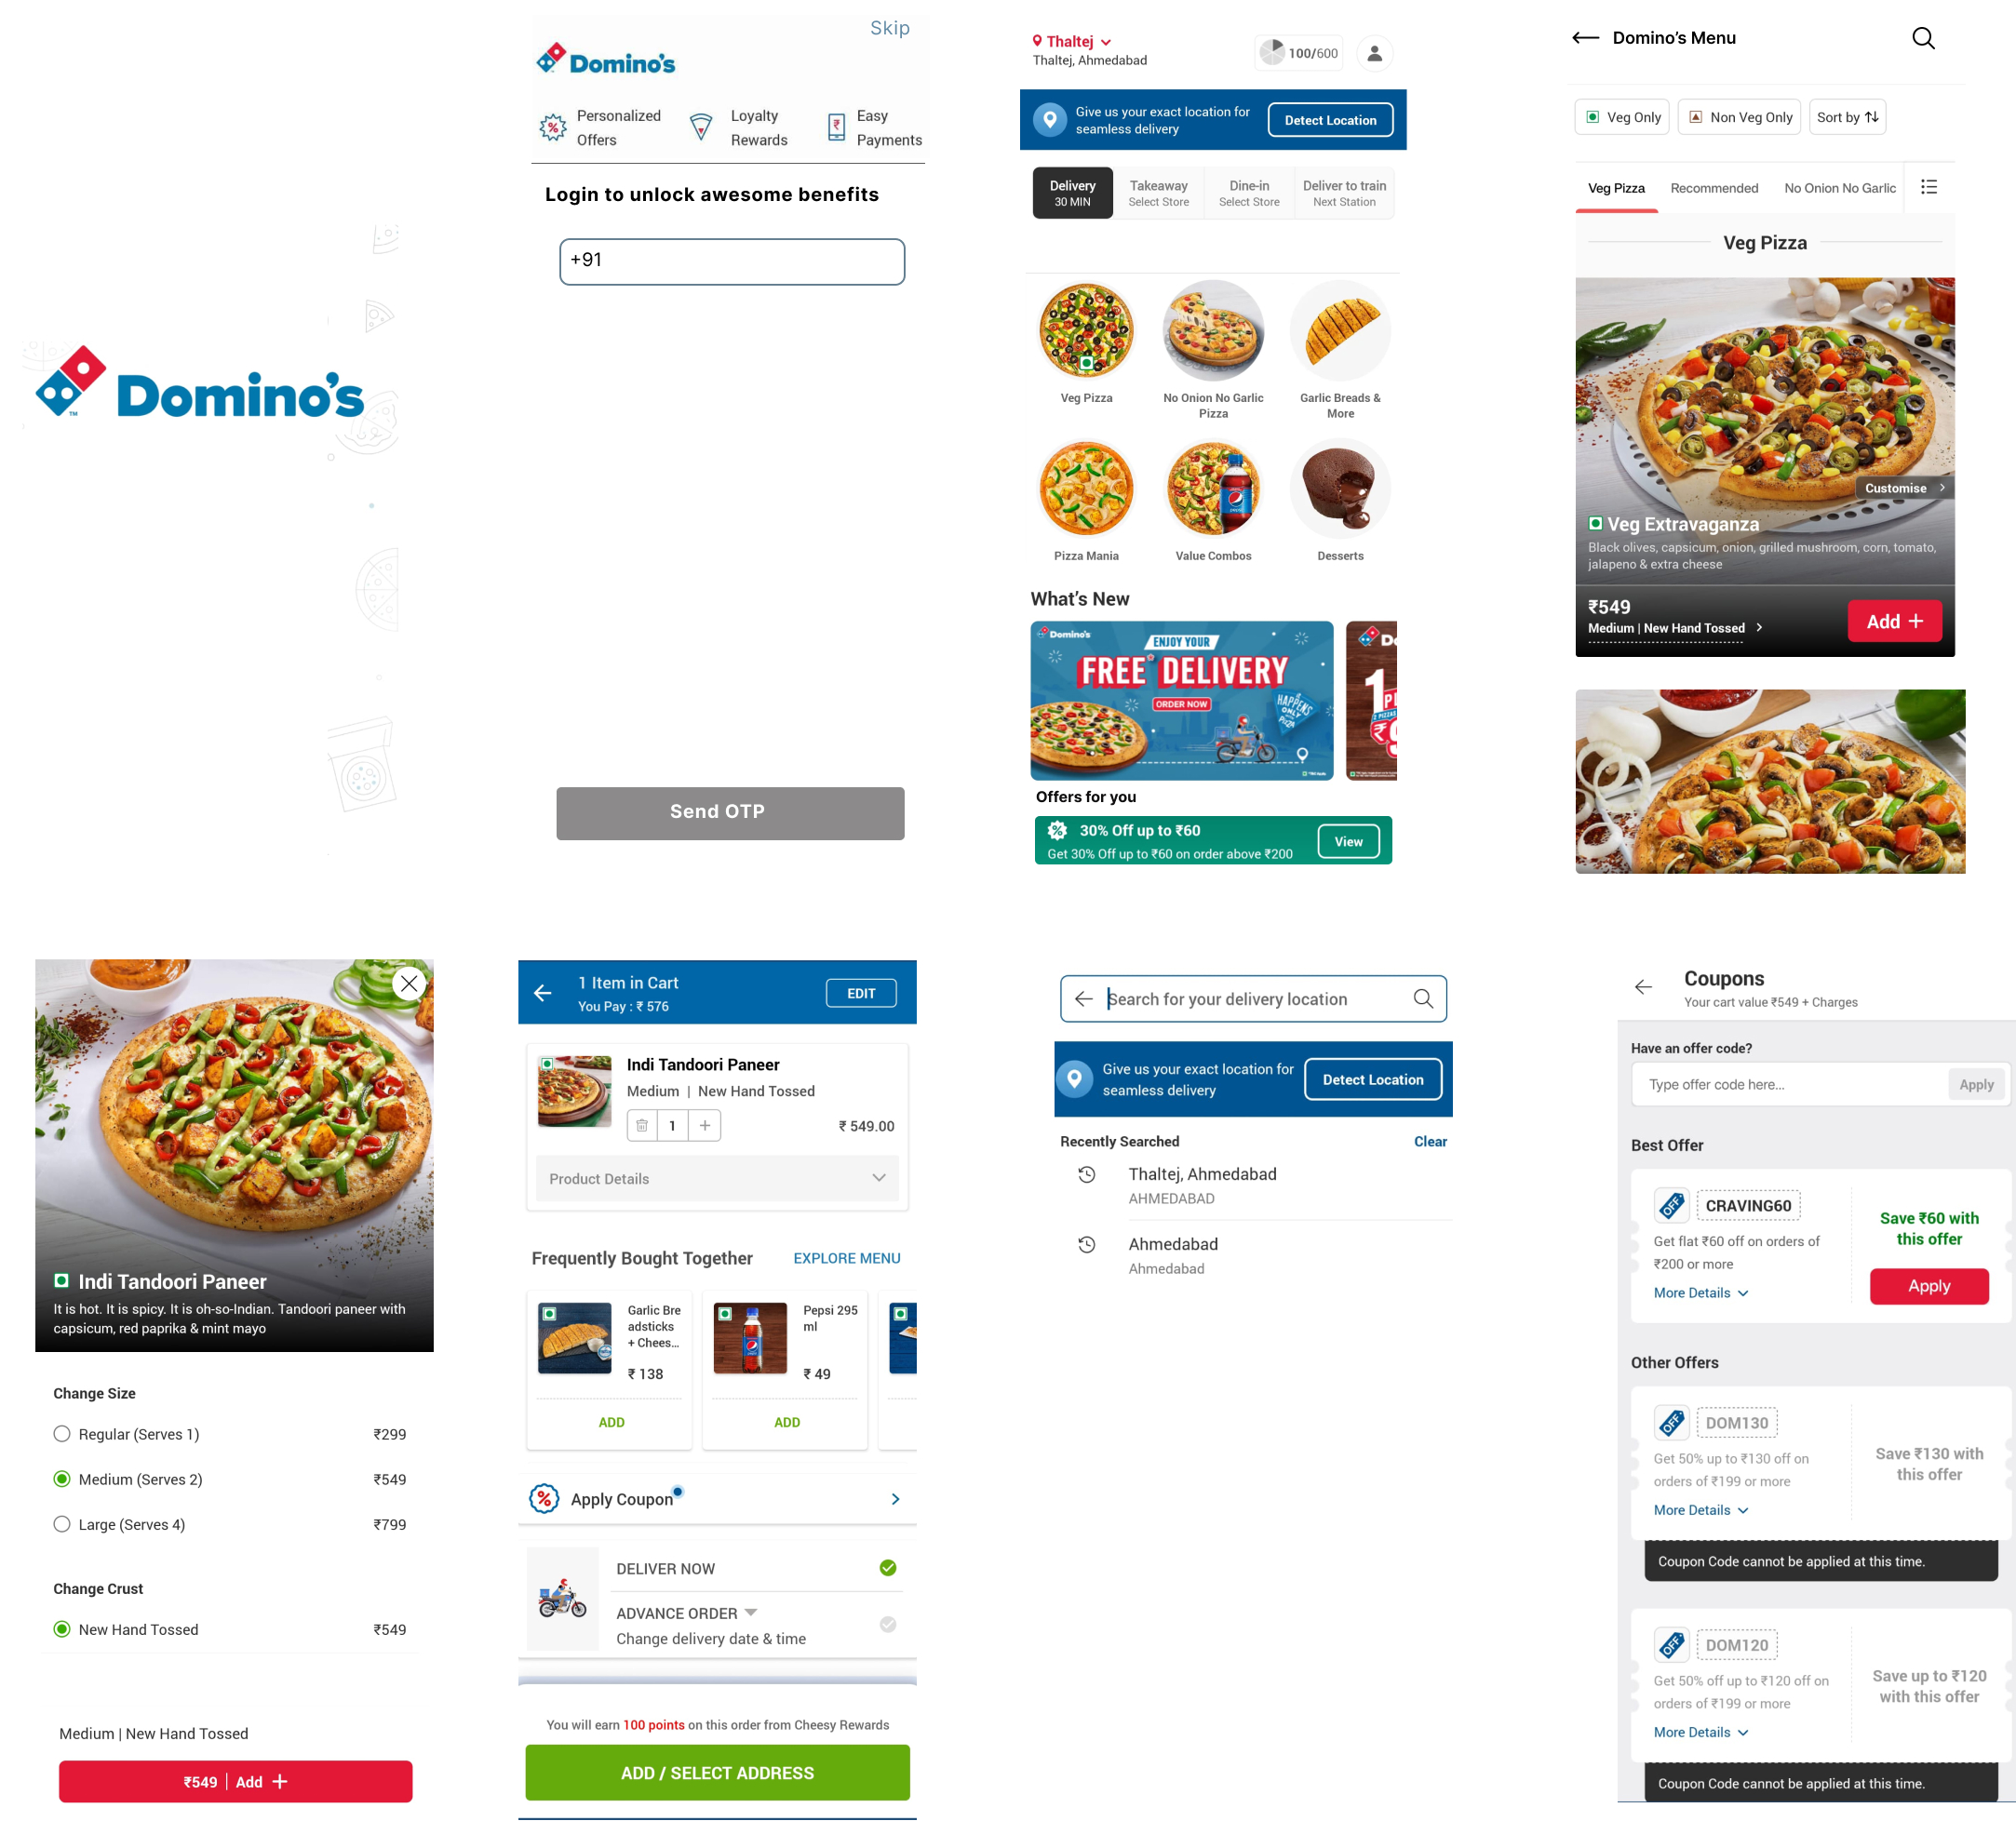 Domino's
TM
Skip
Domino's
Personalized
Offers
Loyalty
Rewards
Easy
Payments
Login to unlock awesome benefits
+91
Send OTP
Thaltej
Thaltej, Ahmedabad
100/600
Give us your exact location for
seamless delivery
Detect Location
Delivery
30 MIN
Takeaway
Select Store
Dine-in
Select Store
Deliver to train
Next Station
Veg Pizza
No Onion No Garlic
Pizza
Garlic Breads &
More
Pizza Mania
Value Combos
pepsi
Desserts
What's New
Domino's
ENJOY YOUR
FREE DELIVERY
ORDER NOW
IT HAPPENS
ONLY
WITH
PIZZA
Offers for you
30% Off up to ₹60
Get 30% Off up to ₹60 on order above ₹200
View
Domino's Menu
Veg Only
Non Veg Only
Sort by
Veg Pizza
Recommended
No Onion No Garlic
Veg Pizza
Customise
Veg Extravaganza
Black olives, capsicum, onion, grilled mushroom, corn, tomato,
jalapeno & extra cheese
₹549
Medium | New Hand Tossed
Add +
Indi Tandoori Paneer
It is hot. It is spicy. It is oh-so-Indian. Tandoori paneer with
capsicum, red paprika & mint mayo
Change Size
Regular (Serves 1) ₹299
Medium (Serves 2) ₹549
Large (Serves 4) ₹799
Change Crust
New Hand Tossed ₹549
Medium | New Hand Tossed
₹549 | Add +
1 Item in Cart
You Pay : ₹ 576
EDIT
Indi Tandoori Paneer
Medium | New Hand Tossed
1 +
₹ 549.00
Product Details
Frequently Bought Together
EXPLORE MENU
Garlic Bre
adsticks
+ Chees...
₹ 138
ADD
Pepsi 295
ml
₹ 49
ADD
Apply Coupon
DELIVER NOW
ADVANCE ORDER
Change delivery date & time
You will earn 100 points on this order from Cheesy Rewards
ADD / SELECT ADDRESS
Search for your delivery location
Give us your exact location for
seamless delivery
Detect Location
Recently Searched
Clear
Thaltej, Ahmedabad
AHMEDABAD
Ahmedabad
Ahmedabad
Coupons
Your cart value ₹549 + Charges
Have an offer code?
Type offer code here...
Apply
Best Offer
OFF
CRAVING60
Get flat ₹60 off on orders of
₹200 or more
More Details
Save ₹60 with
this offer
Apply
Other Offers
OFF
DOM130
Get 50% up to ₹130 off on
orders of ₹199 or more
More Details
Save ₹130 with
this offer
Coupon Code cannot be applied at this time.
OFF
DOM120
Get 50% off up to ₹120 off on
orders of ₹199 or more
More Details
Save up to ₹120
with this offer
Coupon Code cannot be applied at this time.